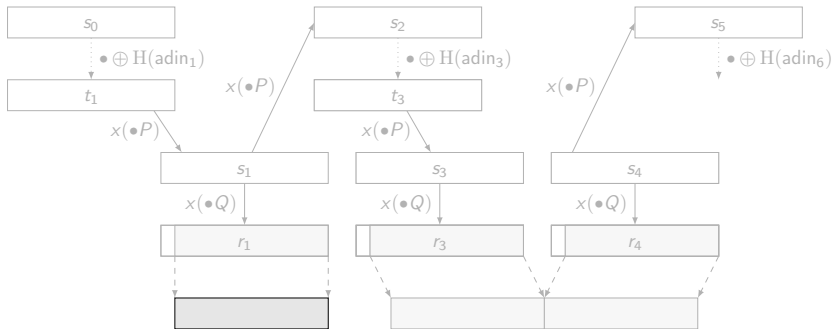 s₀ s₂ s₅
• ⊕ H(adin₁) • ⊕ H(adin₃) • ⊕ H(adin₆)
x(•P) x(•P)
t₁ t₃
x(•P) x(•P)
s₁ s₃ s₄
x(•Q) x(•Q) x(•Q)
r₁ r₃ r₄